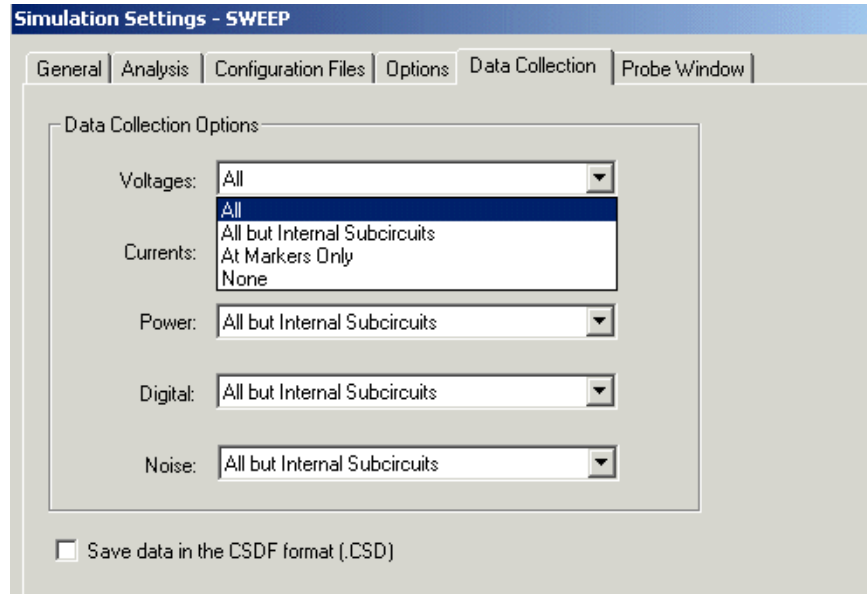 Simulation Settings - SWEEP
General Analysis Configuration Files Options Data Collection Probe Window
Data Collection Options
Voltages: All
All
All but Internal Subcircuits
Currents: At Markers Only
None
Power: All but Internal Subcircuits
Digital: All but Internal Subcircuits
Noise: All but Internal Subcircuits
Save data in the CSDF format (.CSD)